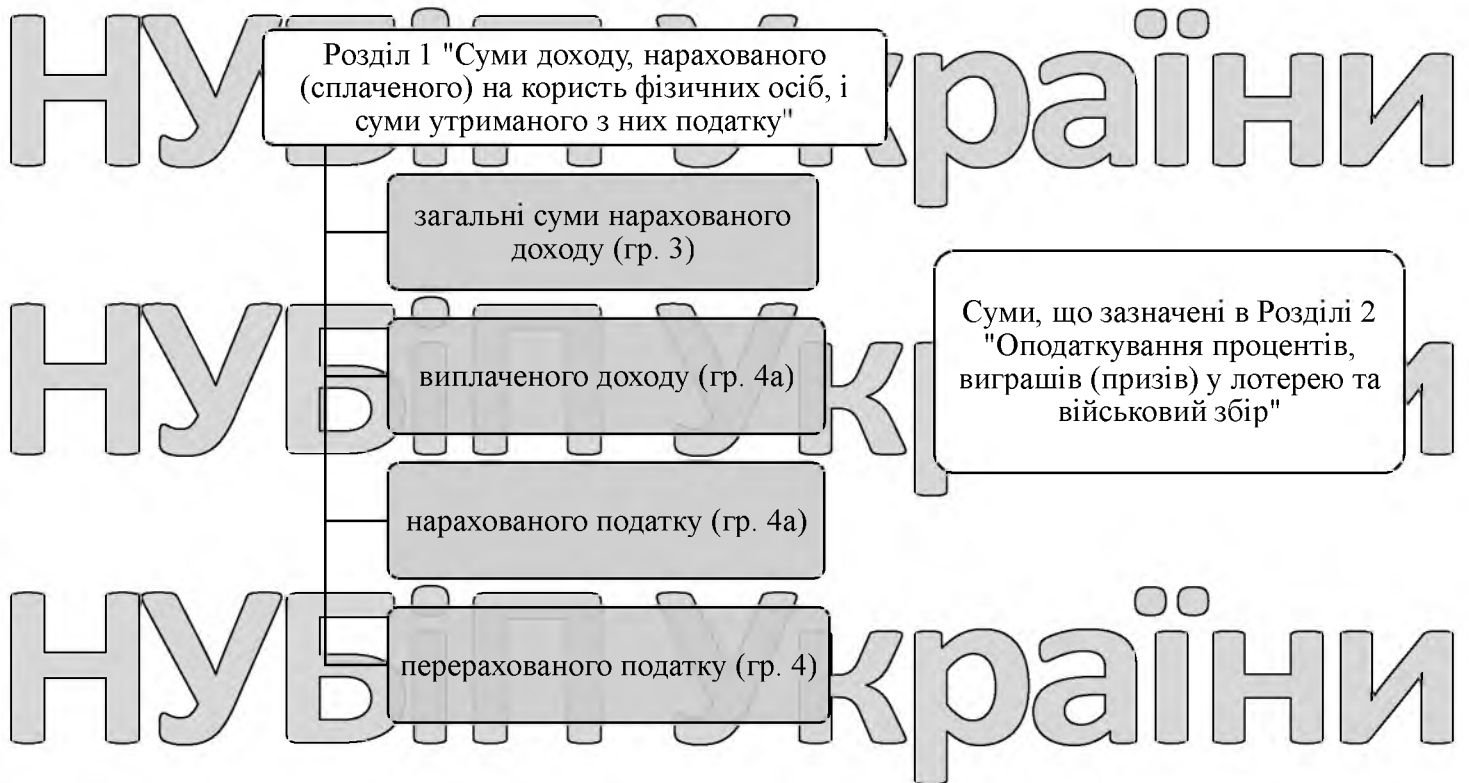 НУБіП України
Розділ 1 "Суми доходу, нарахованого
(сплаченого) на користь фізичних осіб, і
суми утриманого з них податку"
загальні суми нарахованого
доходу (гр. 3)
НУБіП України
виплаченого доходу (гр. 4а)
Суми, що зазначені в Розділі 2
"Оподаткування процентів,
виграшів (призів) у лотерею та
військовий збір"
нарахованого податку (гр. 4а)
НУБіП України
перерахованого податку (гр. 4)